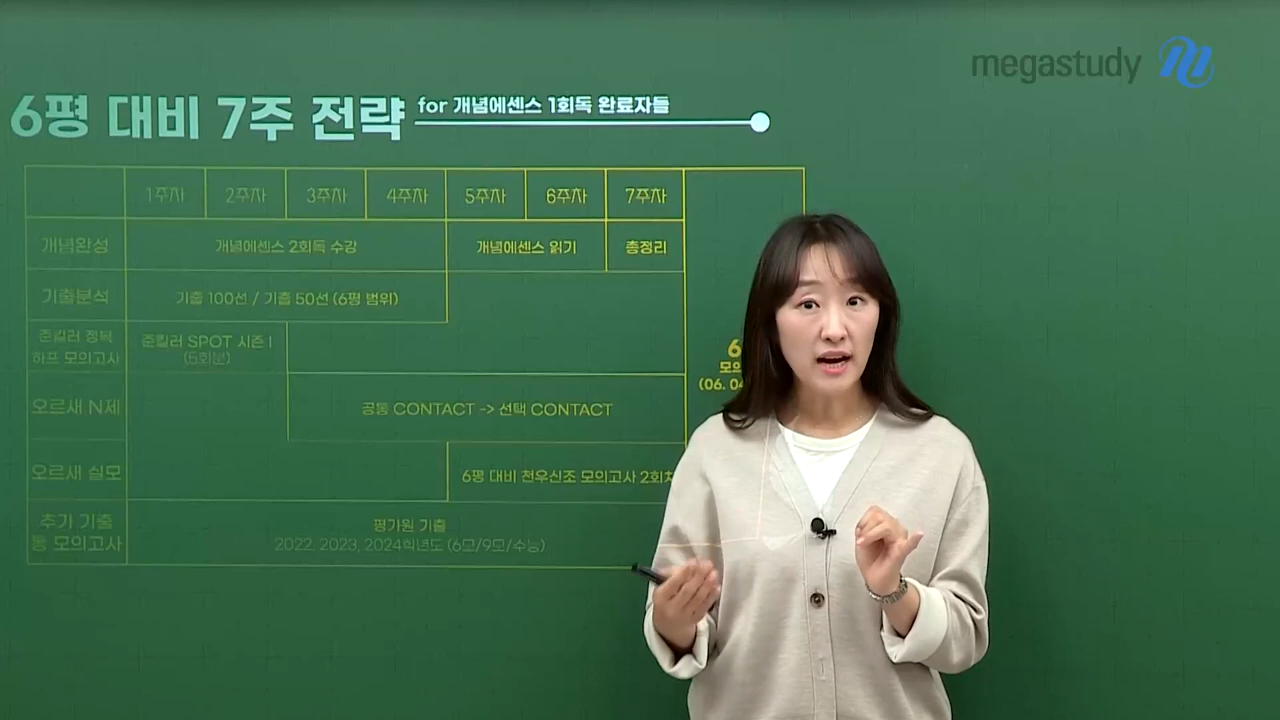 megastudy
6평 대비 7주 전략 for 개념에센스 1회독 완료자들
1주차 2주차 3주차 4주차 5주차 6주차 7주차
개념완성 개념에센스 2회독 수강 개념에센스 읽기 총정리
기출분석 기출 100선 / 기출 50선 (6평 범위)
준킬러 정복 준킬러 SPOT 시즌 I
하프 모의고사 (5회분)
6
모의
(06. 04
오르새 N제 공통 CONTACT -> 선택 CONTACT
오르새 실모 6평 대비 천우신조 모의고사 2회차
추가 기출 평가원 기출
통 모의고사 2022, 2023, 2024학년도 (6모/9모/수능)